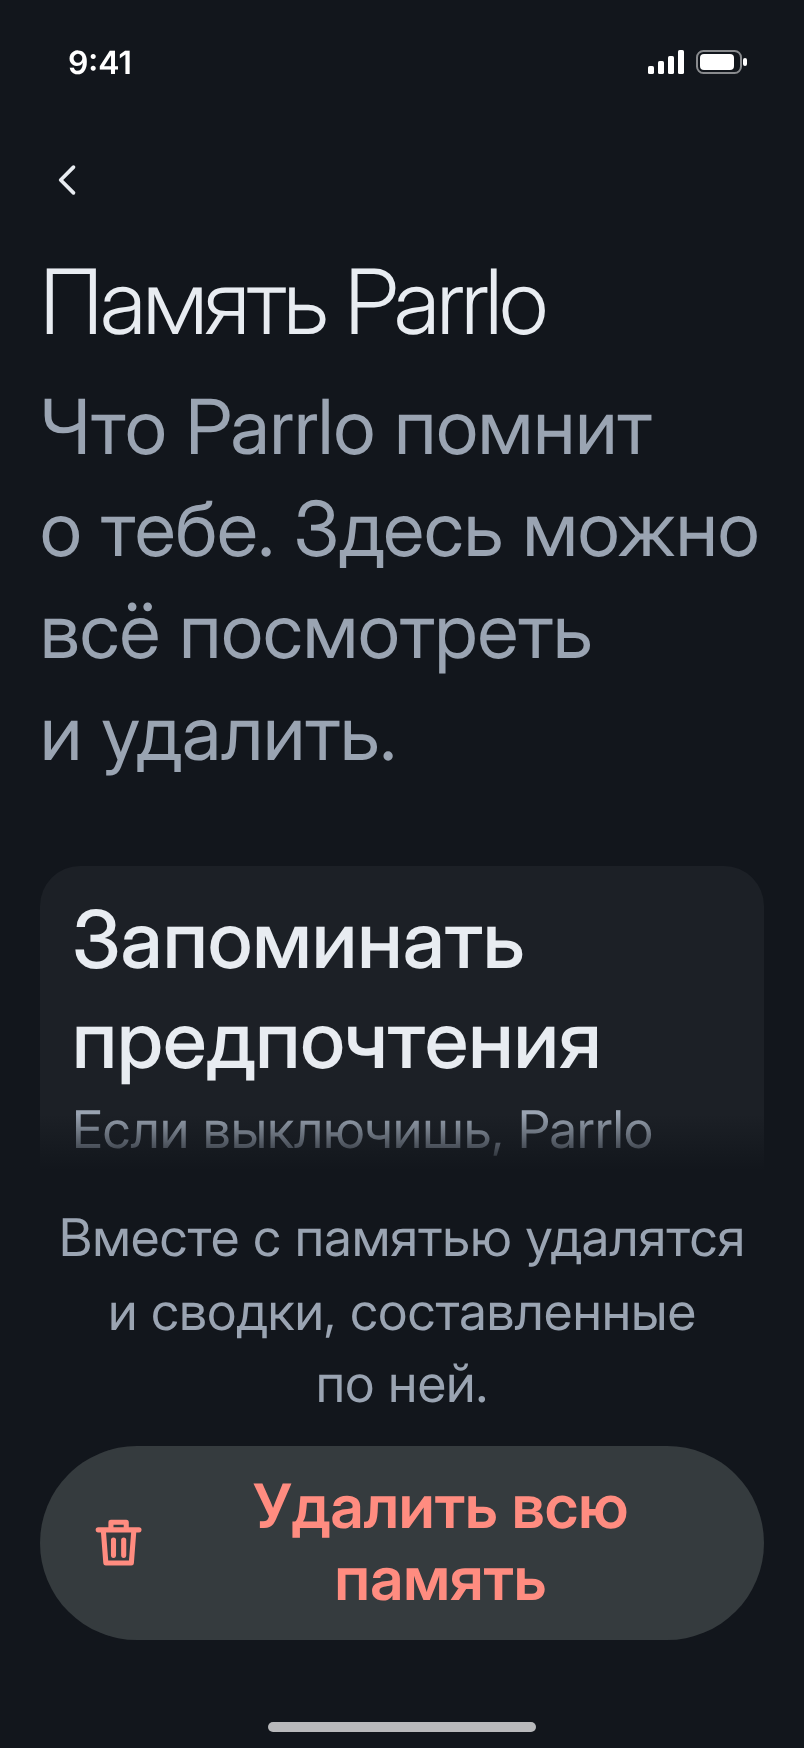 9:41
Память Parrlo
Что Parrlo помнит
о тебе. Здесь можно
всё посмотреть
и удалить.
Запоминать
предпочтения
Если выключишь, Parrlo
Вместе с памятью удалятся
и сводки, составленные
по ней.
Удалить всю
память